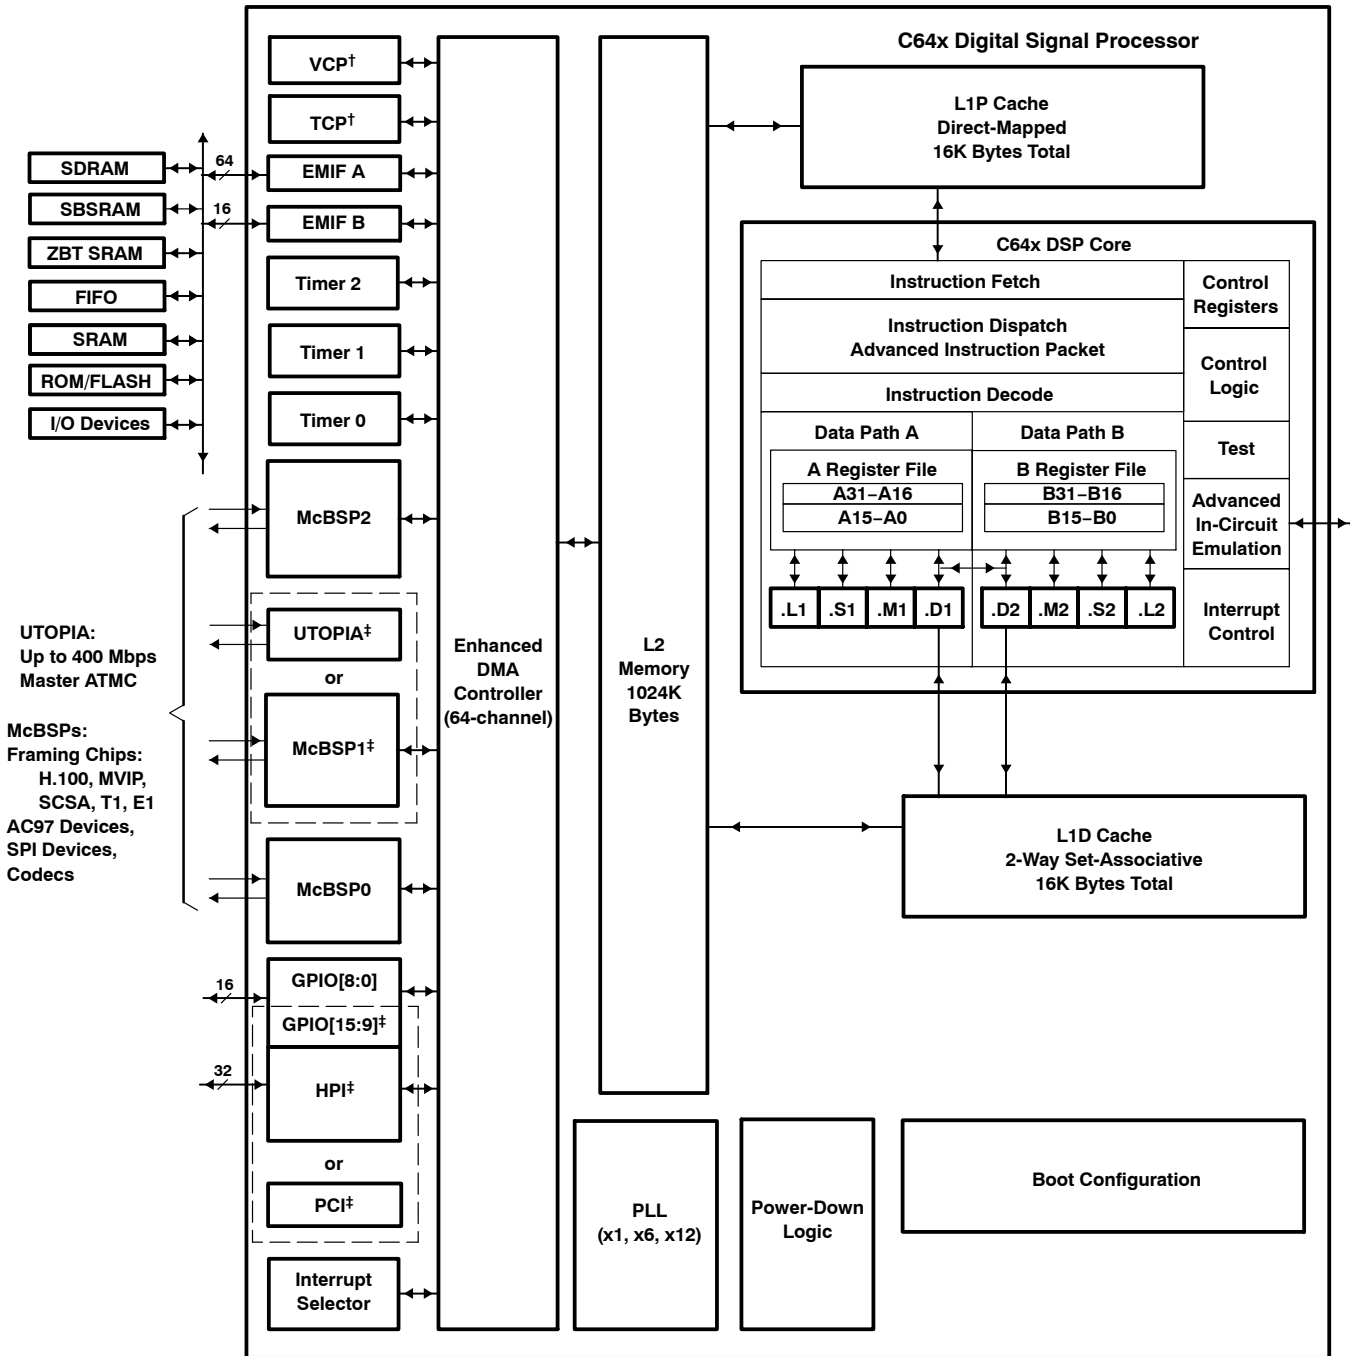 C64x Digital Signal Processor
VCP†
TCP†
EMIF A
EMIF B
Timer 2
Timer 1
Timer 0
McBSP2
UTOPIA‡
or
McBSP1‡
McBSP0
GPIO[8:0]
GPIO[15:9]‡
HPI‡
or
PCI‡
Interrupt
Selector
64
16
16
32
SDRAM
SBSRAM
ZBT SRAM
FIFO
SRAM
ROM/FLASH
I/O Devices
UTOPIA:
Up to 400 Mbps
Master ATMC
McBSPs:
Framing Chips:
H.100, MVIP,
SCSA, T1, E1
AC97 Devices,
SPI Devices,
Codecs
Enhanced
DMA
Controller
(64-channel)
L2
Memory
1024K
Bytes
L1P Cache
Direct-Mapped
16K Bytes Total
C64x DSP Core
Instruction Fetch
Instruction Dispatch
Advanced Instruction Packet
Instruction Decode
Data Path A
Data Path B
A Register File
A31−A16
A15−A0
B Register File
B31−B16
B15−B0
.L1
.S1
.M1
.D1
.D2
.M2
.S2
.L2
Control
Registers
Control
Logic
Test
Advanced
In-Circuit
Emulation
Interrupt
Control
L1D Cache
2-Way Set-Associative
16K Bytes Total
PLL
(x1, x6, x12)
Power-Down
Logic
Boot Configuration